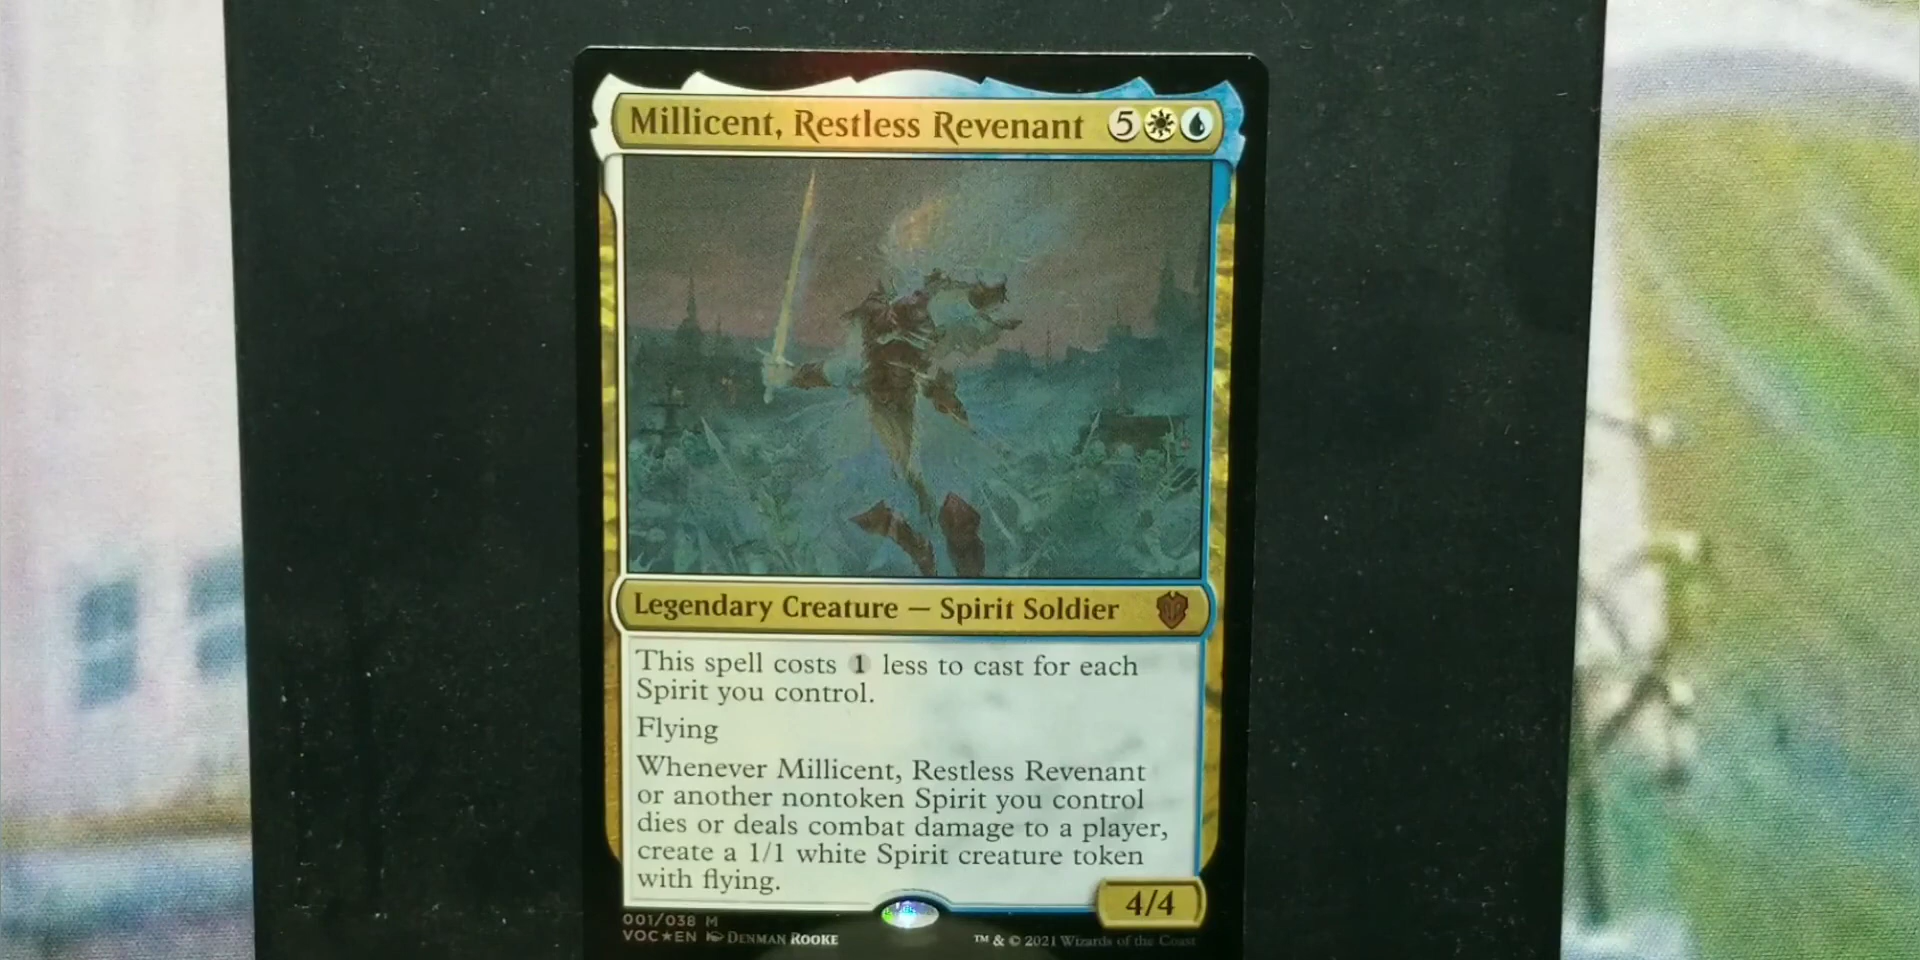 Millicent, Restless Revenant 5
Legendary Creature — Spirit Soldier
This spell costs 1 less to cast for each
Spirit you control.
Flying
Whenever Millicent, Restless Revenant
or another nontoken Spirit you control
dies or deals combat damage to a player,
create a 1/1 white Spirit creature token
with flying.
4/4
001/038 M
VOC★EN DENMAN ROOKE
™ & © 2021 Wizards of the Coast